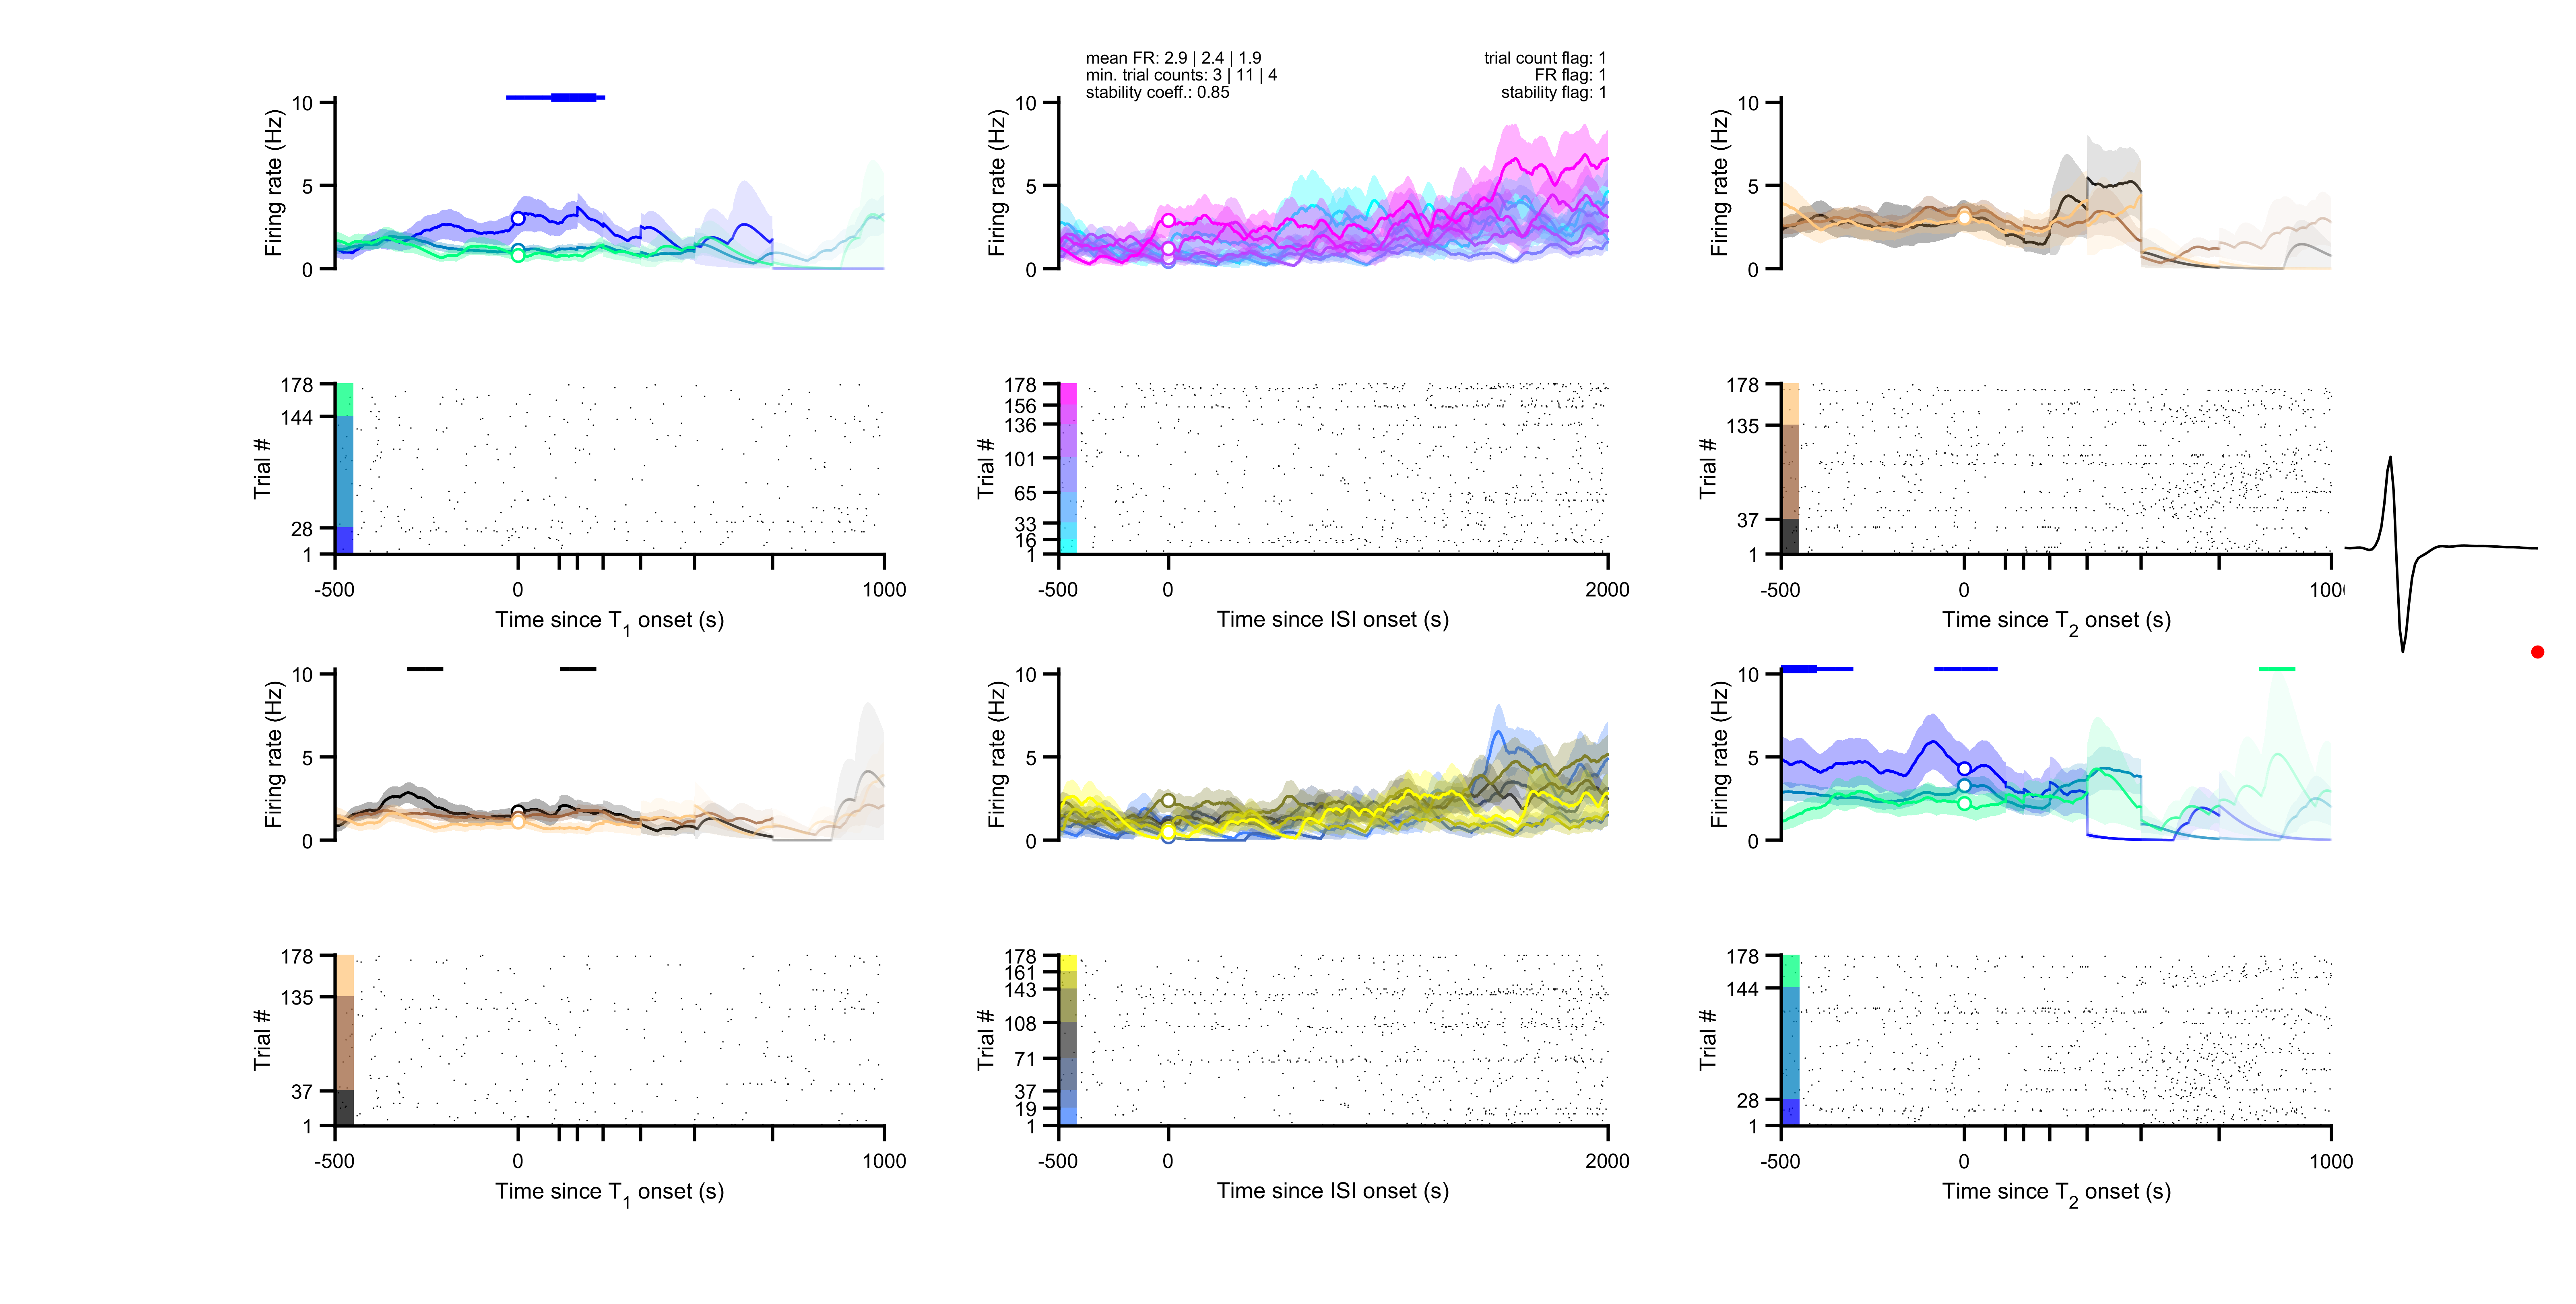 mean FR: 2.9 | 2.4 | 1.9
min. trial counts: 3 | 11 | 4
stability coeff.: 0.85
trial count flag: 1
FR flag: 1
stability flag: 1
10
5
0
Firing rate (Hz)
10
5
0
Firing rate (Hz)
10
5
0
Firing rate (Hz)
178
144
28
1
Trial #
-500
0
1000
Time since T1 onset (s)
178
156
136
101
65
33
16
1
Trial #
-500
0
2000
Time since ISI onset (s)
178
135
37
1
Trial #
-500
0
1000
Time since T2 onset (s)
10
5
0
Firing rate (Hz)
10
5
0
Firing rate (Hz)
10
5
0
Firing rate (Hz)
178
135
37
1
Trial #
-500
0
1000
Time since T1 onset (s)
178
161
143
108
71
37
19
1
Trial #
-500
0
2000
Time since ISI onset (s)
178
144
28
1
Trial #
-500
0
1000
Time since T2 onset (s)